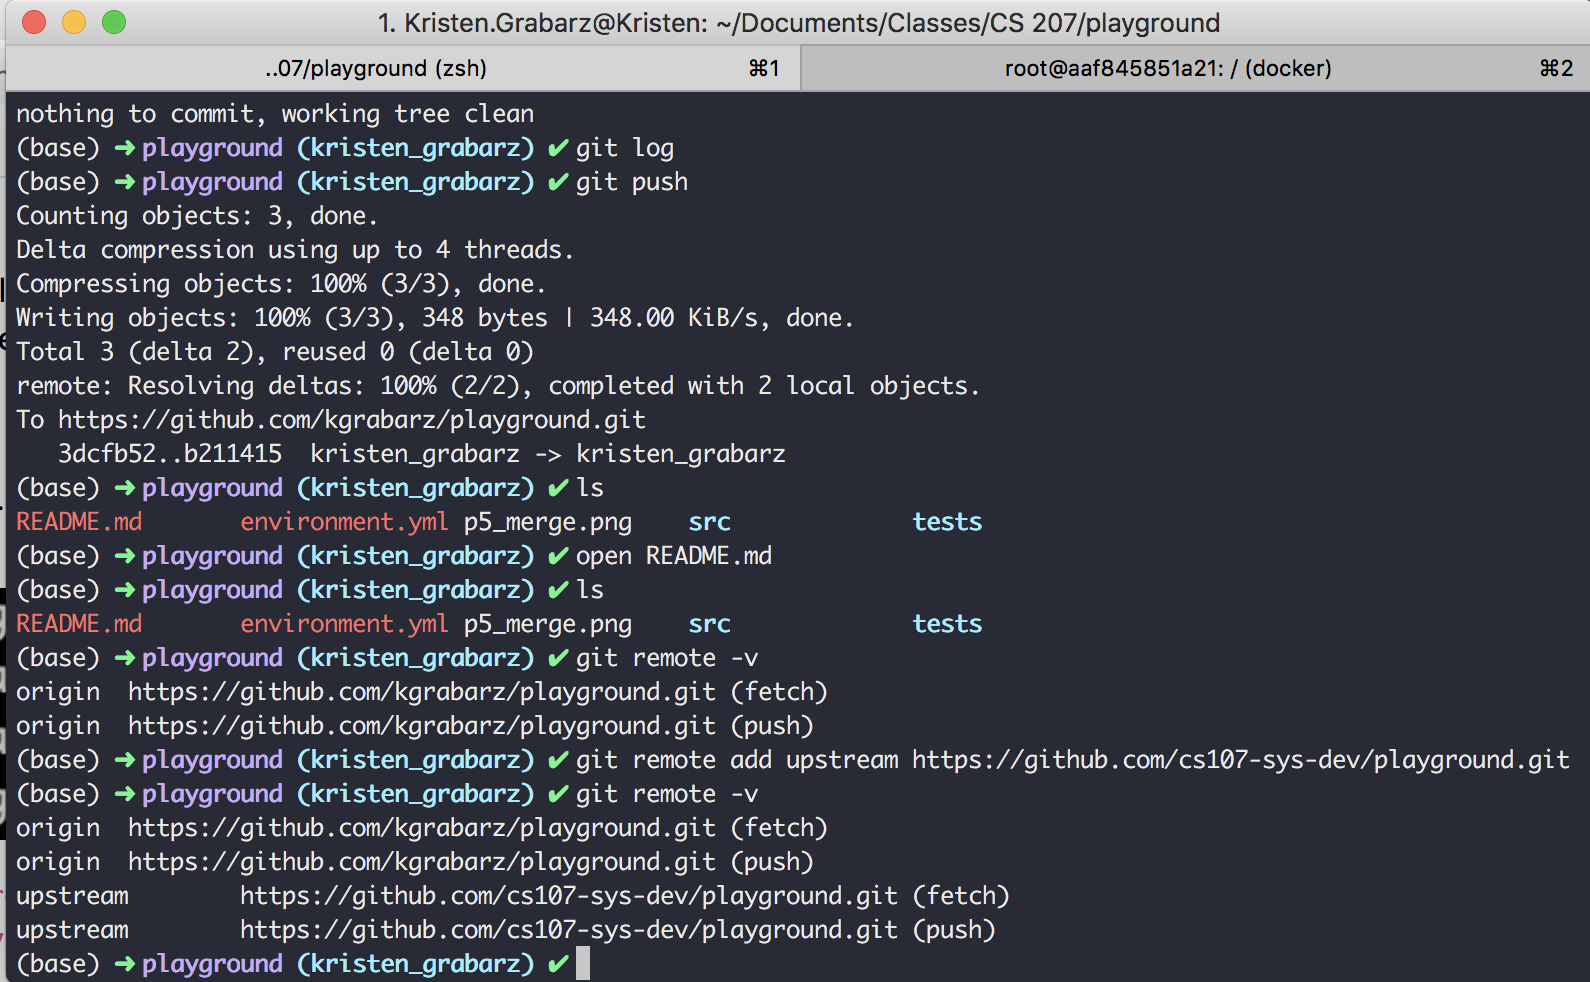 1. Kristen.Grabarz@Kristen: ~/Documents/Classes/CS 207/playground
..07/playground (zsh) ⌘1 root@aaf845851a21: / (docker) ⌘2
nothing to commit, working tree clean
(base) ➜ playground (kristen_grabarz) ✔ git log
(base) ➜ playground (kristen_grabarz) ✔ git push
Counting objects: 3, done.
Delta compression using up to 4 threads.
Compressing objects: 100% (3/3), done.
Writing objects: 100% (3/3), 348 bytes | 348.00 KiB/s, done.
Total 3 (delta 2), reused 0 (delta 0)
remote: Resolving deltas: 100% (2/2), completed with 2 local objects.
To https://github.com/kgrabarz/playground.git
   3dcfb52..b211415  kristen_grabarz -> kristen_grabarz
(base) ➜ playground (kristen_grabarz) ✔ ls
README.md       environment.yml p5_merge.png    src             tests
(base) ➜ playground (kristen_grabarz) ✔ open README.md
(base) ➜ playground (kristen_grabarz) ✔ ls
README.md       environment.yml p5_merge.png    src             tests
(base) ➜ playground (kristen_grabarz) ✔ git remote -v
origin  https://github.com/kgrabarz/playground.git (fetch)
origin  https://github.com/kgrabarz/playground.git (push)
(base) ➜ playground (kristen_grabarz) ✔ git remote add upstream https://github.com/cs107-sys-dev/playground.git
(base) ➜ playground (kristen_grabarz) ✔ git remote -v
origin  https://github.com/kgrabarz/playground.git (fetch)
origin  https://github.com/kgrabarz/playground.git (push)
upstream        https://github.com/cs107-sys-dev/playground.git (fetch)
upstream        https://github.com/cs107-sys-dev/playground.git (push)
(base) ➜ playground (kristen_grabarz) ✔